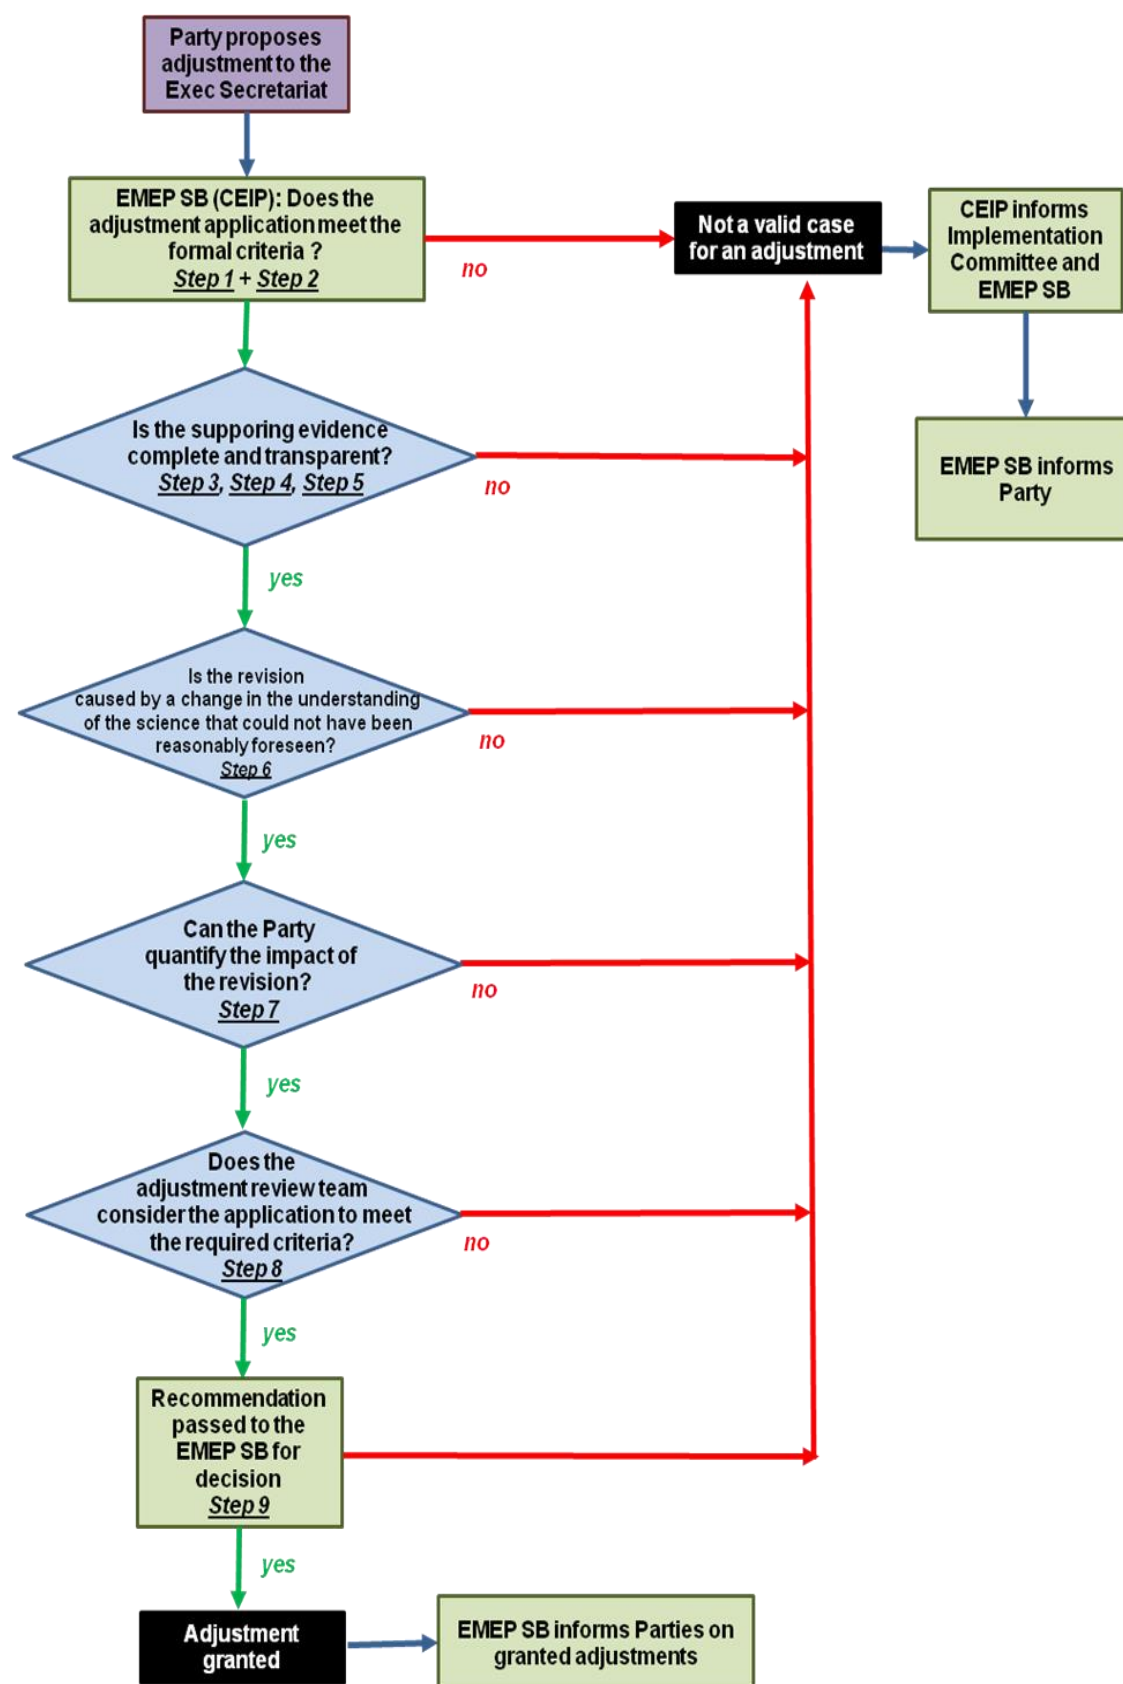 Party proposes
adjustment to the
Exec Secretariat
EMEP SB (CEIP): Does the
adjustment application meet the
formal criteria ?
Step 1 + Step 2
no
Not a valid case
for an adjustment
CEIP informs
Implementation
Committee and
EMEP SB
EMEP SB informs
Party
Is the supporing evidence
complete and transparent?
Step 3, Step 4, Step 5
no
yes
Is the revision
caused by a change in the understanding
of the science that could not have been
reasonably foreseen?
Step 6
no
yes
Can the Party
quantify the impact of
the revision?
Step 7
no
yes
Does the
adjustment review team
consider the application to meet
the required criteria?
Step 8
no
yes
Recommendation
passed to the
EMEP SB for
decision
Step 9
yes
Adjustment
granted
EMEP SB informs Parties on
granted adjustments